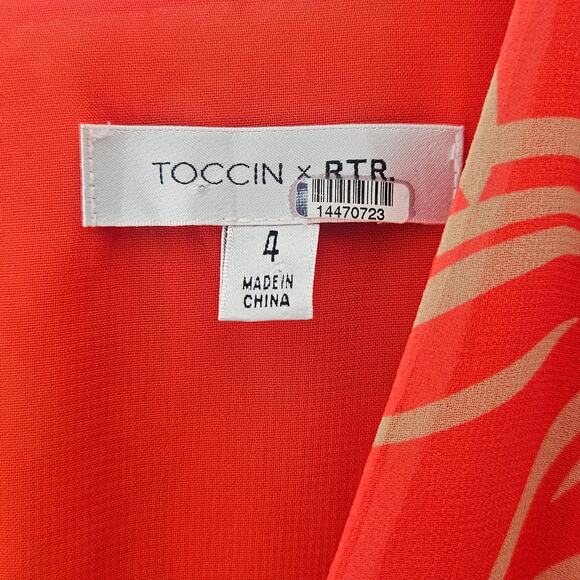 TOCCIN x RTR.
14470723
4
MADE IN
CHINA